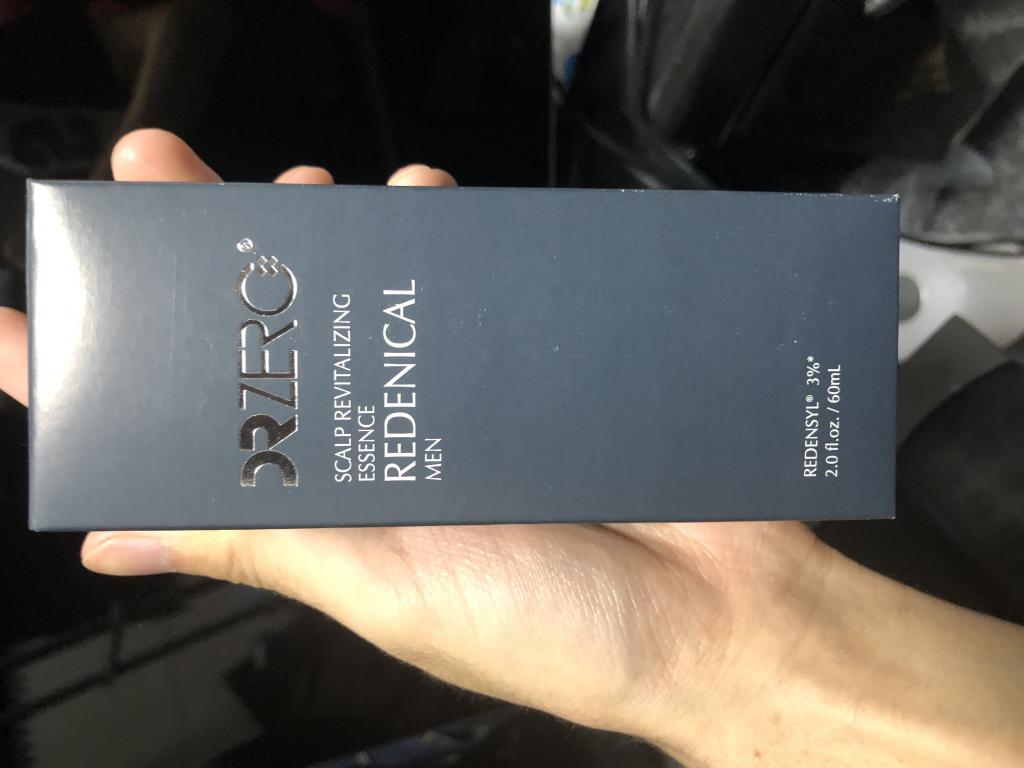 DRZERO®
SCALP REVITALIZING
ESSENCE
REDENICAL
MEN
REDENSYL® 3%*
2.0 fl.oz. / 60mL